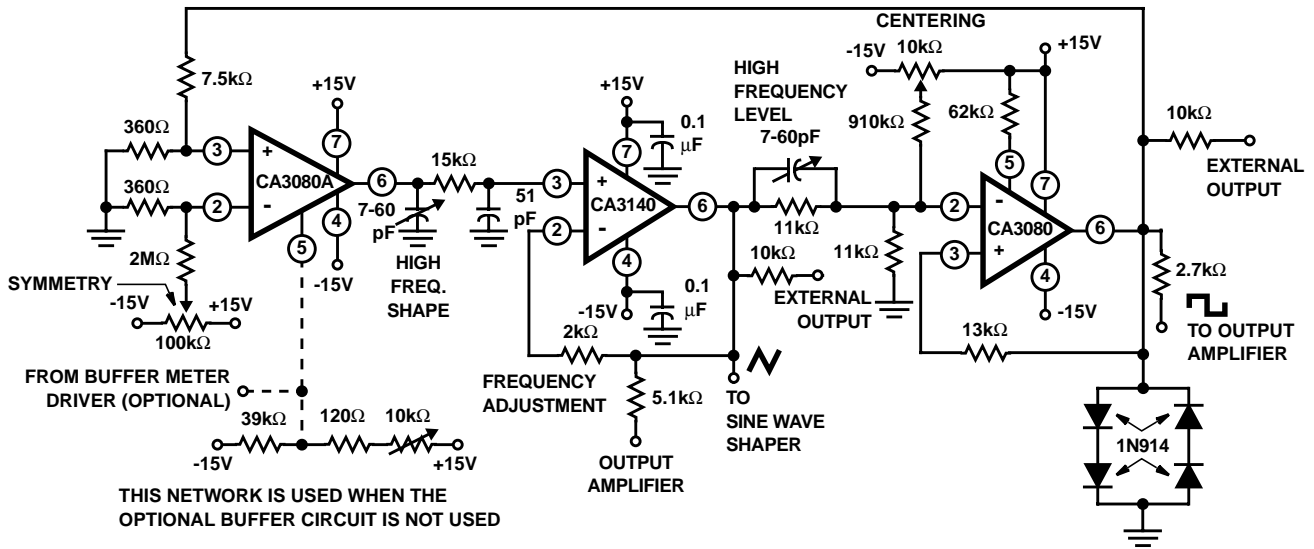 CENTERING
-15V
10kΩ
+15V
7.5kΩ
+15V
+15V
0.1
μF
HIGH
FREQUENCY
LEVEL
7-60pF
910kΩ
62kΩ
10kΩ
EXTERNAL
OUTPUT
360Ω
3
+
7
CA3080A
6
15kΩ
360Ω
2
-
4
5
-15V
7-60
pF
HIGH
FREQ.
SHAPE
51
pF
3
+
7
CA3140
6
2
-
4
-15V
0.1
μF
11kΩ
11kΩ
10kΩ
EXTERNAL
OUTPUT
5
7
2
-
CA3080
6
3
+
4
-15V
2.7kΩ
TO OUTPUT
AMPLIFIER
13kΩ
2MΩ
SYMMETRY
-15V
+15V
100kΩ
FROM BUFFER METER
DRIVER (OPTIONAL)
39kΩ
120Ω
10kΩ
-15V
+15V
THIS NETWORK IS USED WHEN THE
OPTIONAL BUFFER CIRCUIT IS NOT USED
2kΩ
FREQUENCY
ADJUSTMENT
5.1kΩ
OUTPUT
AMPLIFIER
TO
SINE WAVE
SHAPER
1N914